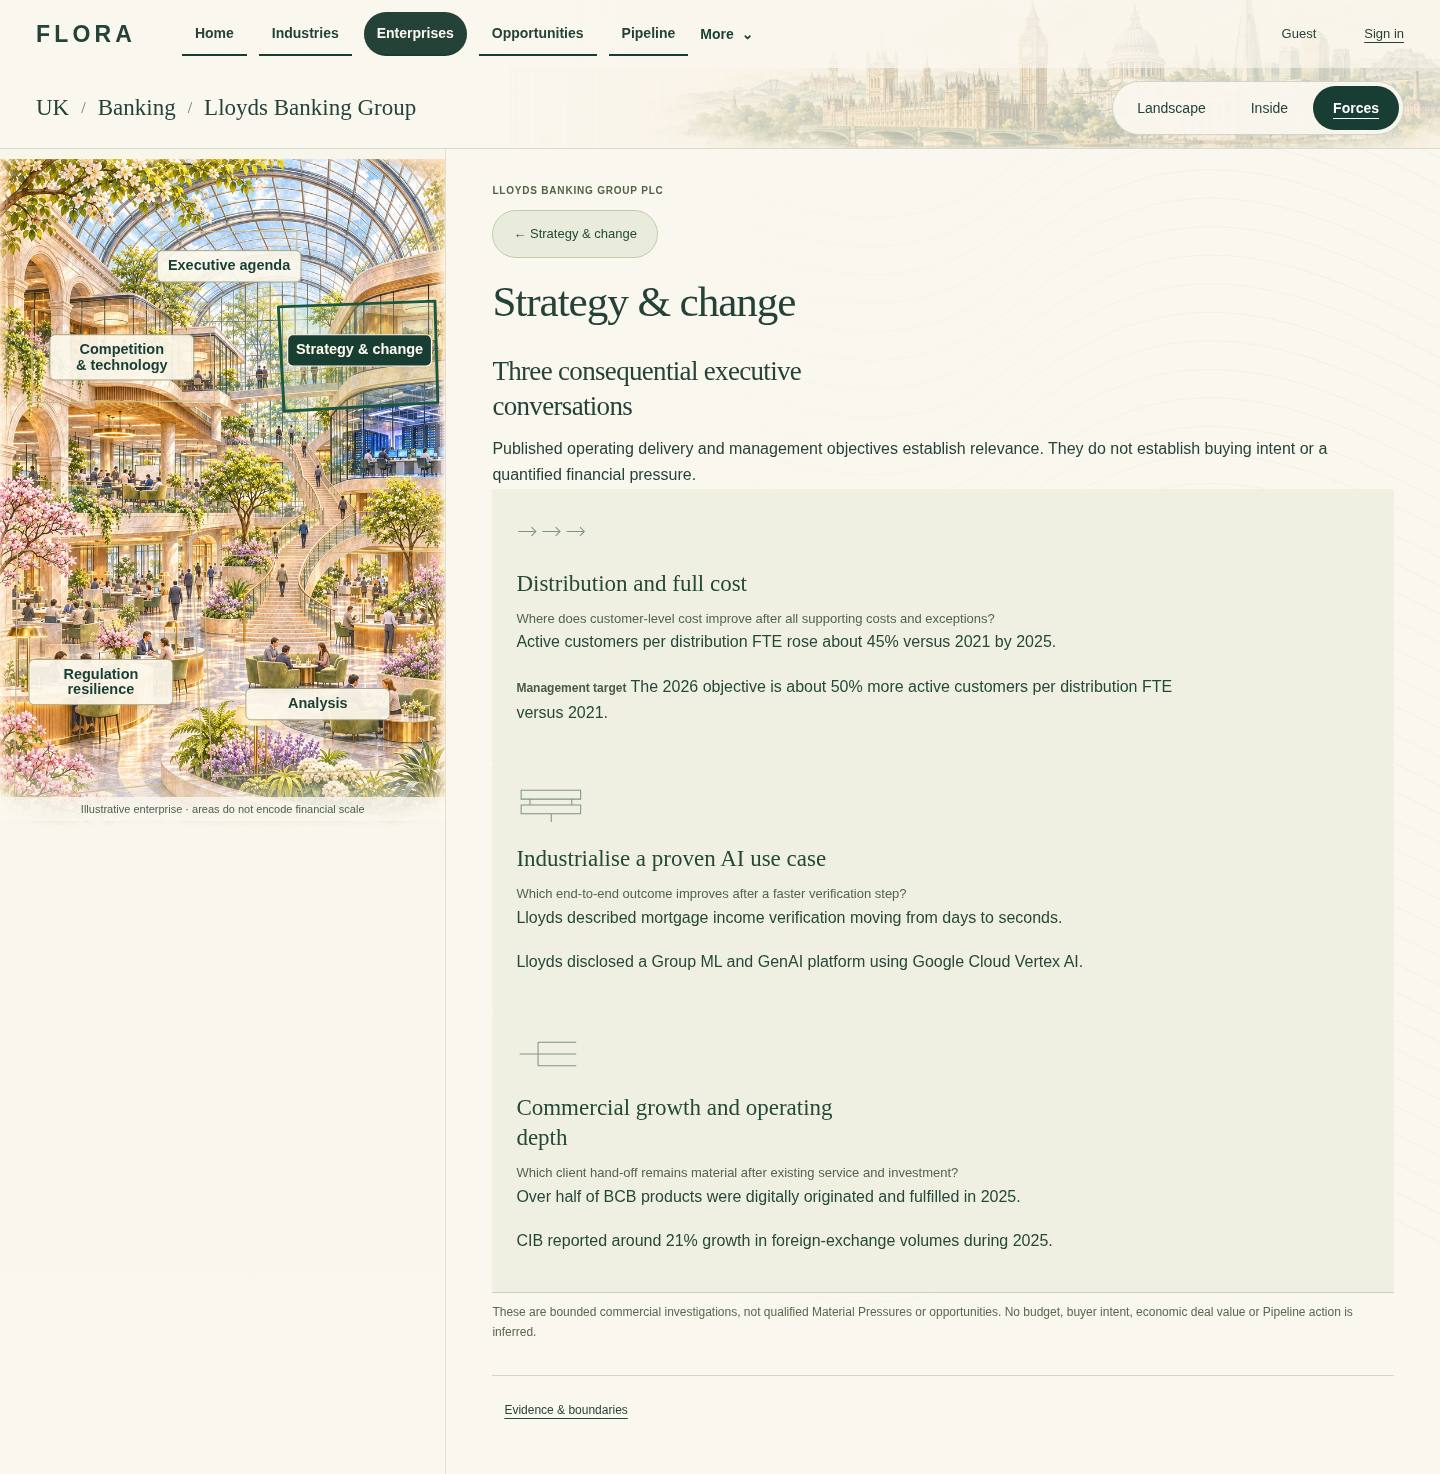 FLORA
Home
Industries
Enterprises
Opportunities
Pipeline
More
Guest
Sign in
UK / Banking / Lloyds Banking Group
Landscape
Inside
Forces
Executive agenda
Competition
& technology
Strategy & change
Regulation
resilience
Analysis
Illustrative enterprise · areas do not encode financial scale
LLOYDS BANKING GROUP PLC
← Strategy & change
Strategy & change
Three consequential executive
conversations
Published operating delivery and management objectives establish relevance. They do not establish buying intent or a
quantified financial pressure.
Distribution and full cost
Where does customer-level cost improve after all supporting costs and exceptions?
Active customers per distribution FTE rose about 45% versus 2021 by 2025.
Management target The 2026 objective is about 50% more active customers per distribution FTE
versus 2021.
Industrialise a proven AI use case
Which end-to-end outcome improves after a faster verification step?
Lloyds described mortgage income verification moving from days to seconds.
Lloyds disclosed a Group ML and GenAI platform using Google Cloud Vertex AI.
Commercial growth and operating
depth
Which client hand-off remains material after existing service and investment?
Over half of BCB products were digitally originated and fulfilled in 2025.
CIB reported around 21% growth in foreign-exchange volumes during 2025.
These are bounded commercial investigations, not qualified Material Pressures or opportunities. No budget, buyer intent, economic deal value or Pipeline action is
inferred.
Evidence & boundaries